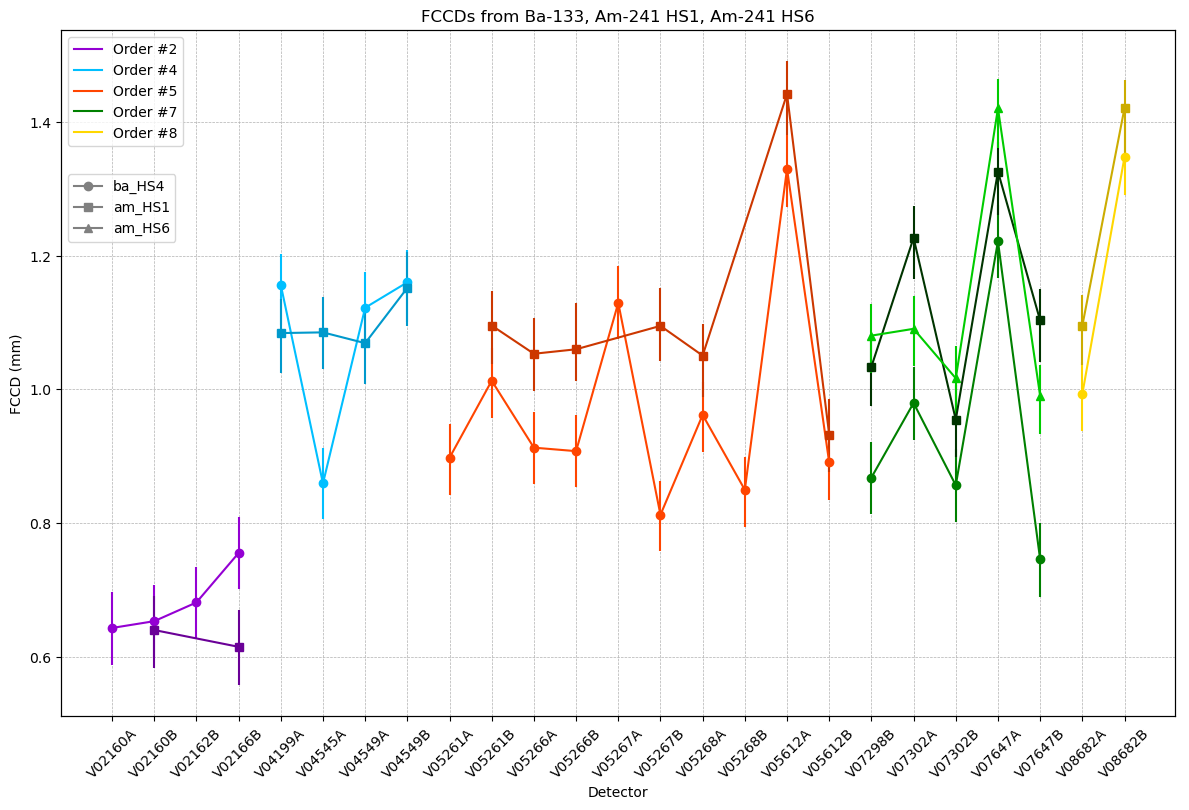 FCCDs from Ba-133, Am-241 HS1, Am-241 HS6
Order #2
Order #4
Order #5
Order #7
Order #8
ba_HS4
am_HS1
am_HS6
FCCD (mm)
1.4
1.2
1.0
0.8
0.6
V02160A
V02160B
V02162B
V02166B
V04199A
V04545A
V04549A
V04549B
V05261A
V05261B
V05266A
V05266B
V05267A
V05267B
V05268A
V05268B
V05612A
V05612B
V07298B
V07302A
V07302B
V07647A
V07647B
V08682A
V08682B
Detector